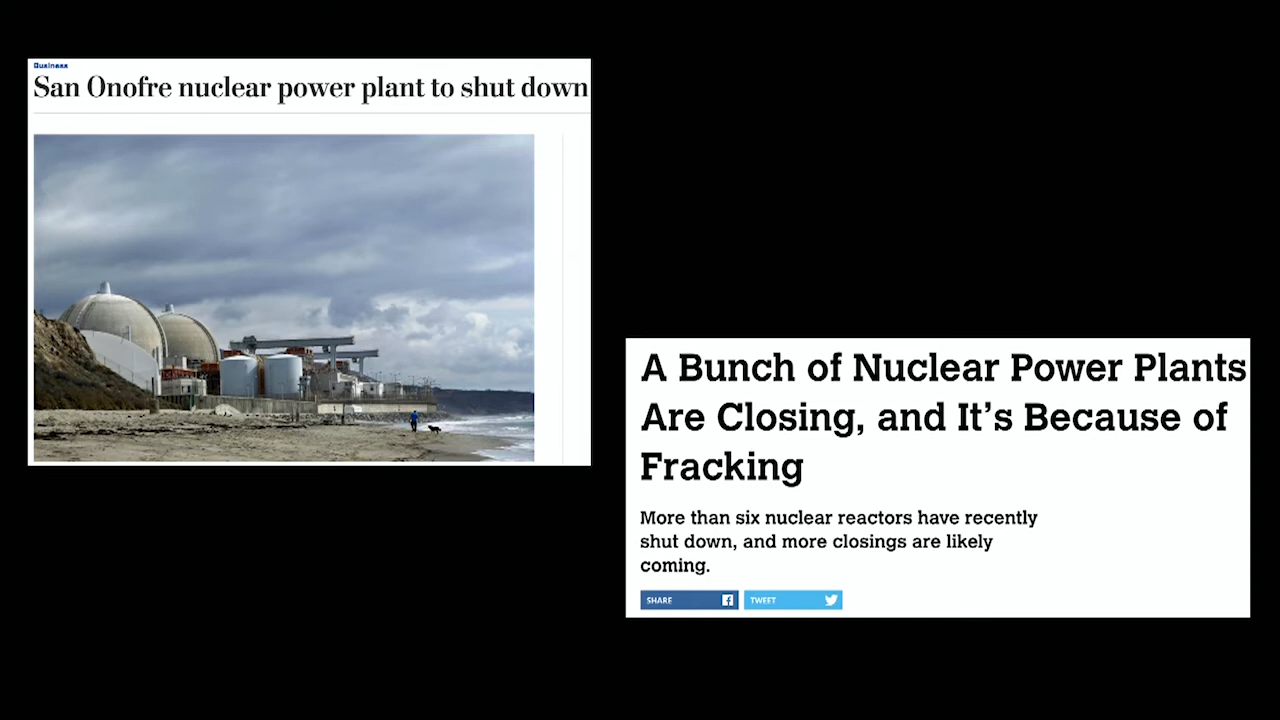 Business
San Onofre nuclear power plant to shut down
A Bunch of Nuclear Power Plants
Are Closing, and It's Because of
Fracking
More than six nuclear reactors have recently
shut down, and more closings are likely
coming.
SHARE
TWEET